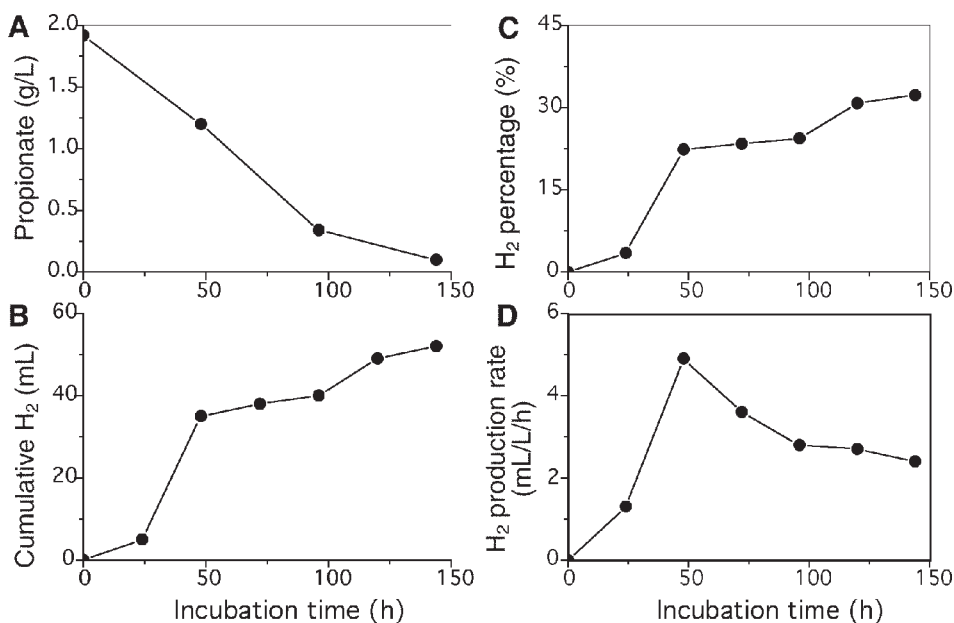 A
Propionate (g/L)
2.0
1.5
1.0
0.5
0.0
0 50 100 150
B
Cumulative H₂ (mL)
60
40
20
0
0 50 100 150
Incubation time (h)
C
H₂ percentage (%)
45
30
15
0
0 50 100 150
D
H₂ production rate
(mL/L/h)
6
4
2
0
0 50 100 150
Incubation time (h)